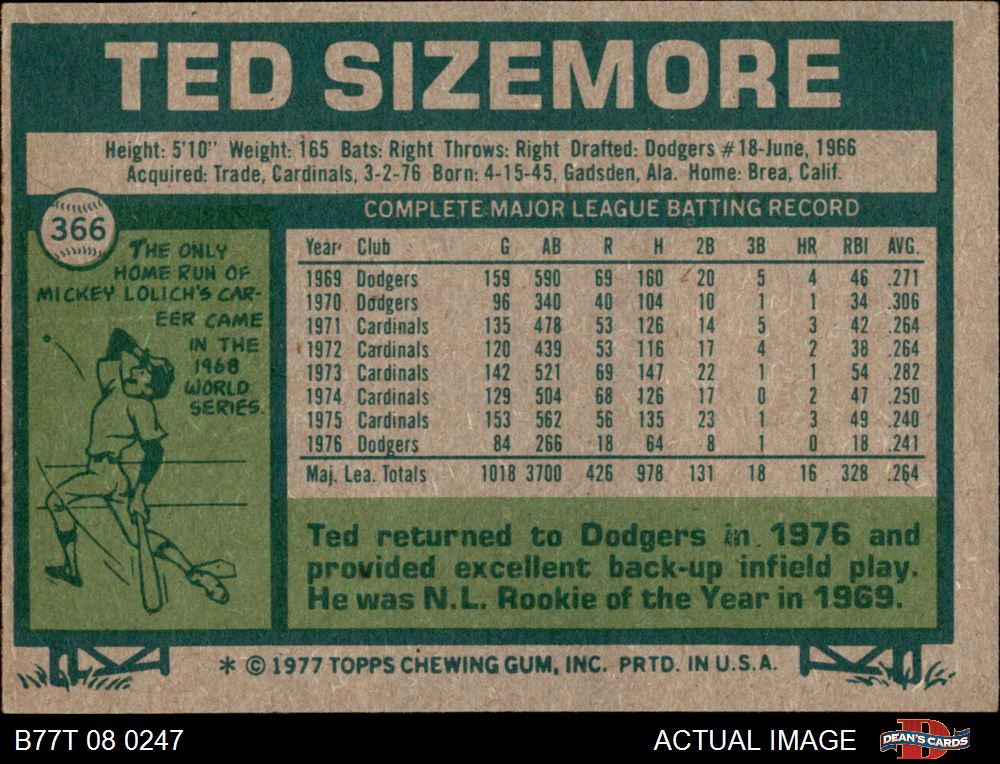 TED SIZEMORE
Height: 5'10" Weight: 165 Bats: Right Throws: Right Drafted: Dodgers #18-June, 1966
Acquired: Trade, Cardinals, 3-2-76 Born: 4-15-45, Gadsden, Ala. Home: Brea, Calif.
366
THE ONLY
HOME RUN OF
MICKEY LOLICH'S CAR-
EER CAME
IN THE
1968
WORLD
SERIES.
COMPLETE MAJOR LEAGUE BATTING RECORD
Year Club G AB R H 2B 3B HR RBI AVG.
1969 Dodgers 159 590 69 160 20 5 4 46 .271
1970 Dodgers 96 340 40 104 10 1 1 34 .306
1971 Cardinals 135 478 53 126 14 5 3 42 .264
1972 Cardinals 120 439 53 116 17 4 2 38 .264
1973 Cardinals 142 521 69 147 22 1 1 54 .282
1974 Cardinals 129 504 68 126 17 0 2 47 .250
1975 Cardinals 153 562 56 135 23 1 3 49 .240
1976 Dodgers 84 266 18 64 8 1 0 18 .241
Maj. Lea. Totals 1018 3700 426 978 131 18 16 328 .264
Ted returned to Dodgers in 1976 and
provided excellent back-up infield play.
He was N.L. Rookie of the Year in 1969.
* © 1977 TOPPS CHEWING GUM, INC. PRTD. IN U.S.A.
B77T 08 0247
ACTUAL IMAGE
D
DEAN'S CARDS